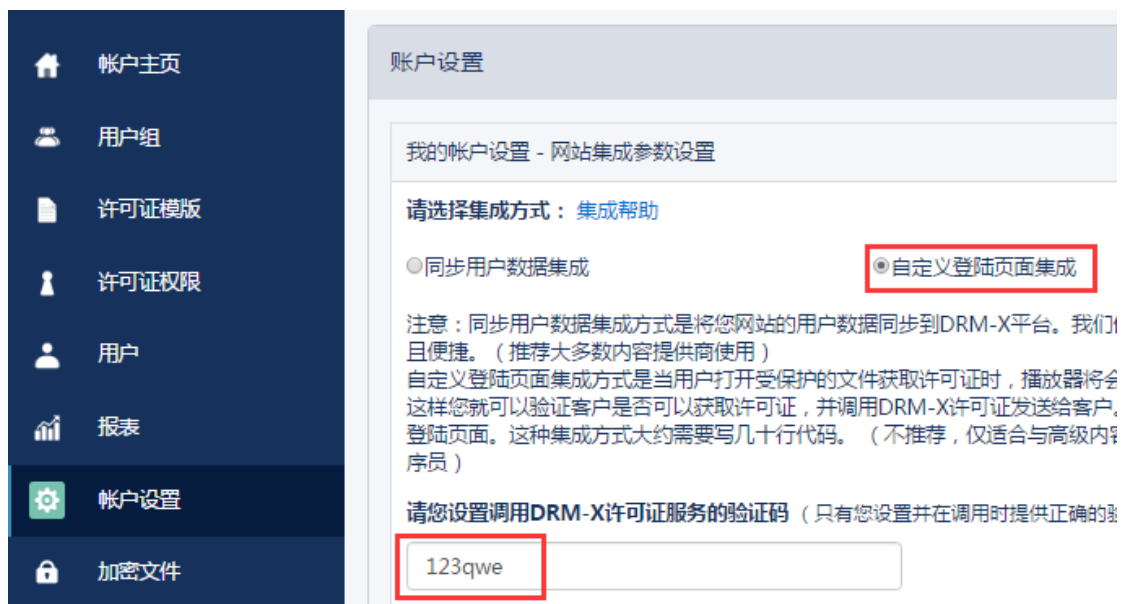 帐户主页
用户组
许可证模版
许可证权限
用户
报表
帐户设置
加密文件
账户设置
我的帐户设置 - 网站集成参数设置
请选择集成方式： 集成帮助
同步用户数据集成
自定义登陆页面集成
注意：同步用户数据集成方式是将您网站的用户数据同步到DRM-X平台。我们
且便捷。（推荐大多数内容提供商使用）
自定义登陆页面集成方式是当用户打开受保护的文件获取许可证时，播放器将会
这样您就可以验证客户是否可以获取许可证，并调用DRM-X许可证发送给客户。
登陆页面。这种集成方式大约需要写几十行代码。 （不推荐，仅适合与高级内容
序员）
请您设置调用DRM-X许可证服务的验证码（只有您设置并在调用时提供正确的验
123qwe